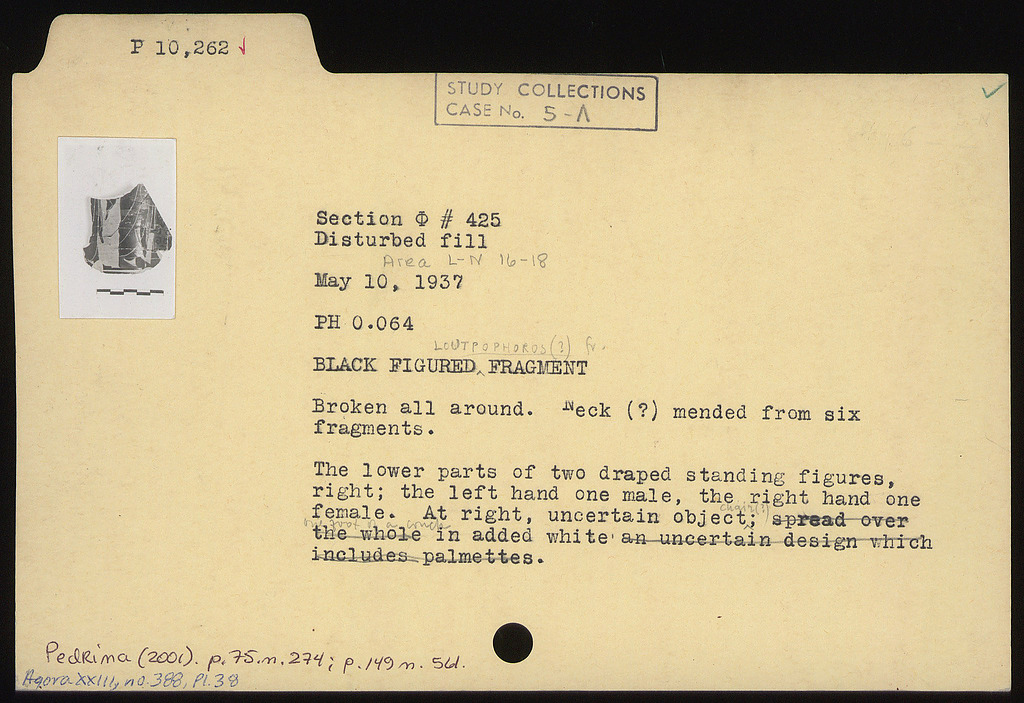 P 10,262
STUDY COLLECTIONS
CASE No. 5-A
Section Φ # 425
Disturbed fill
Area L-N 16-18
May 10, 1937
PH 0.064
LOUTROPHOROS(?) fr.
BLACK FIGURED FRAGMENT
Broken all around. Neck (?) mended from six
fragments.
The lower parts of two draped standing figures,
right; the left hand one male, the right hand one
chair(?)
female. At right, uncertain object; spread over
the whole in added white an uncertain design which
includes palmettes.
Pedrina (2001). p. 75. n. 274; p. 149 n. 561.
Agora XXIII, no. 388, Pl. 38